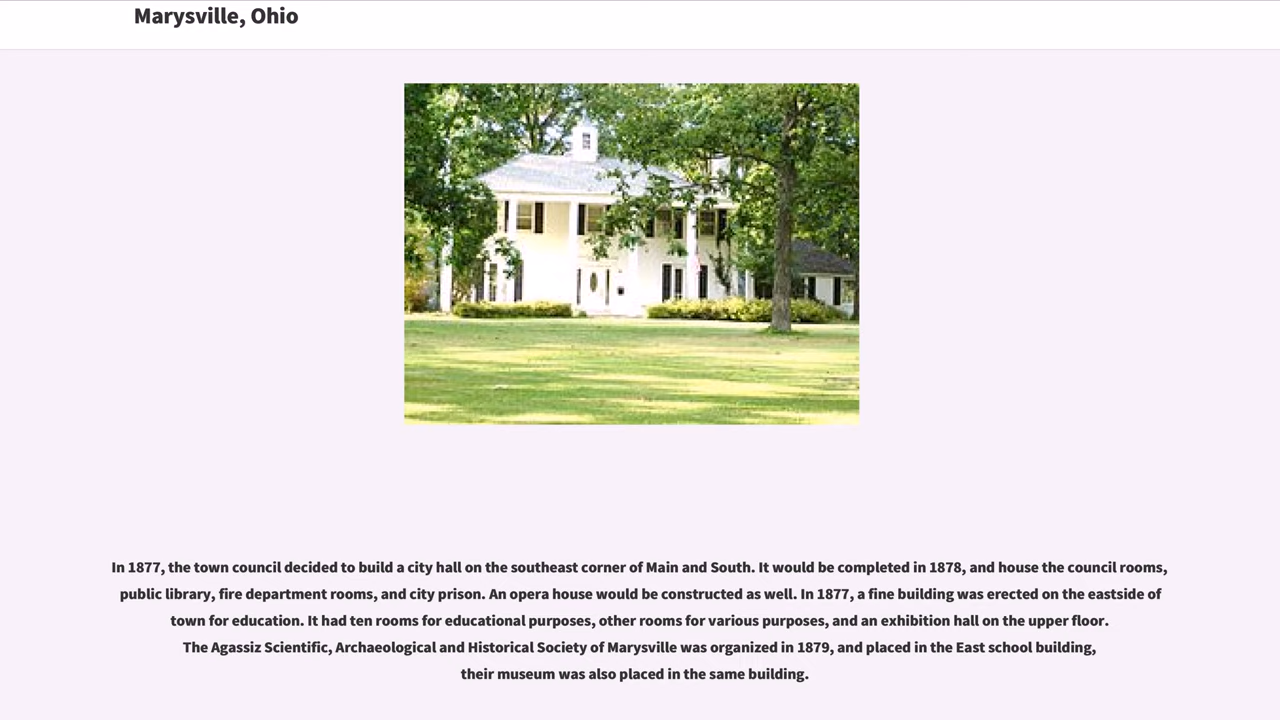 Marysville, Ohio
In 1877, the town council decided to build a city hall on the southeast corner of Main and South. It would be completed in 1878, and house the council rooms,
public library, fire department rooms, and city prison. An opera house would be constructed as well. In 1877, a fine building was erected on the eastside of
town for education. It had ten rooms for educational purposes, other rooms for various purposes, and an exhibition hall on the upper floor.
The Agassiz Scientific, Archaeological and Historical Society of Marysville was organized in 1879, and placed in the East school building,
their museum was also placed in the same building.